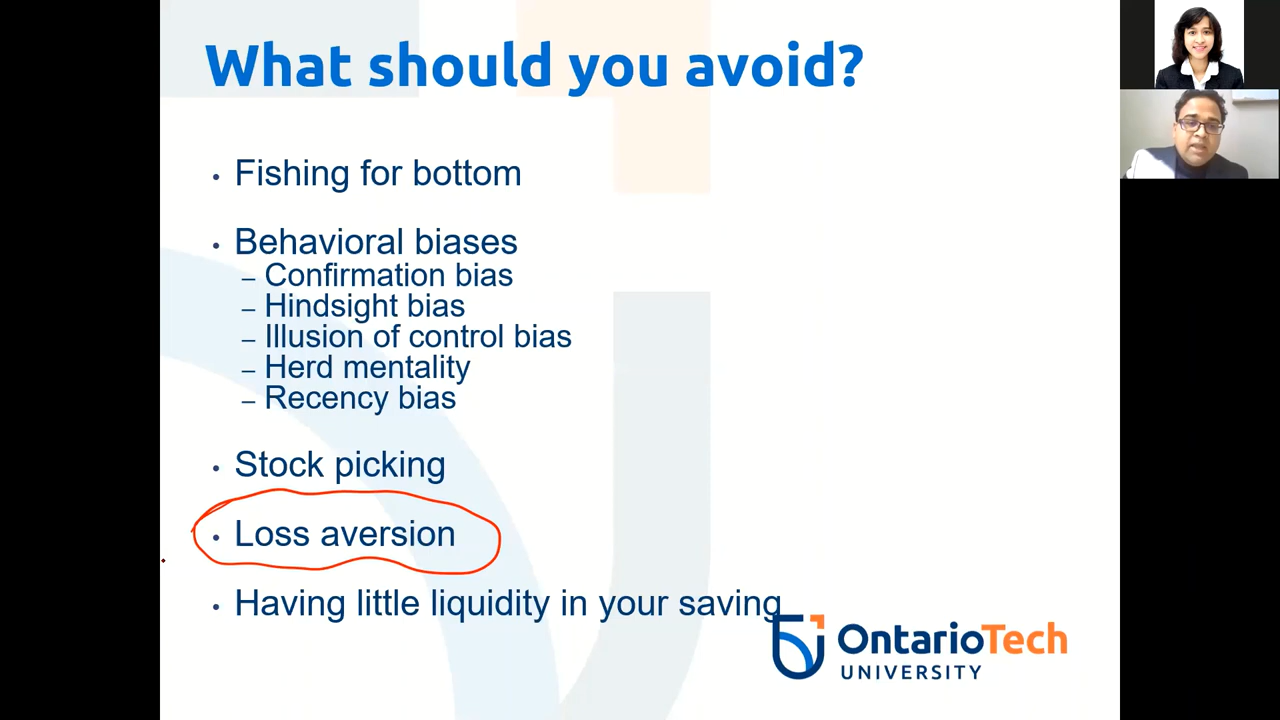 What should you avoid?
• Fishing for bottom
• Behavioral biases
– Confirmation bias
– Hindsight bias
– Illusion of control bias
– Herd mentality
– Recency bias
• Stock picking
• Loss aversion
• Having little liquidity in your saving
OntarioTech
UNIVERSITY